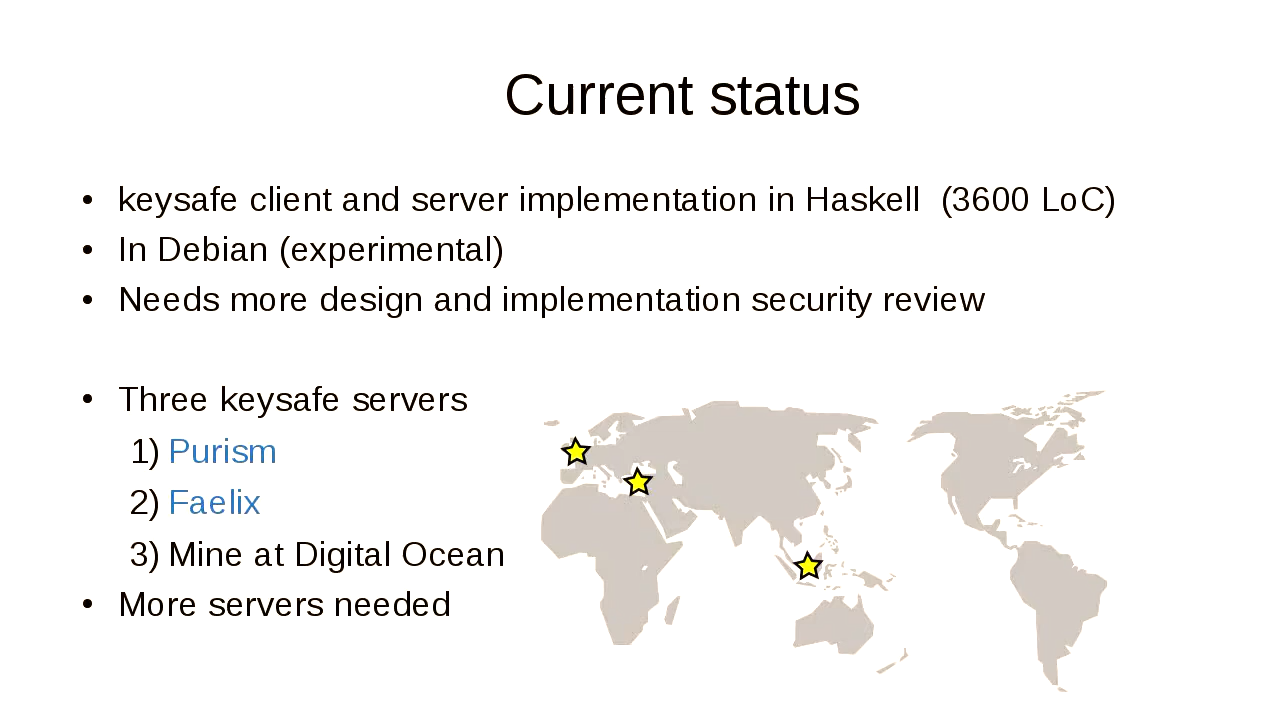 Current status
• keysafe client and server implementation in Haskell (3600 LoC)
• In Debian (experimental)
• Needs more design and implementation security review
• Three keysafe servers
1) Purism
2) Faelix
3) Mine at Digital Ocean
• More servers needed